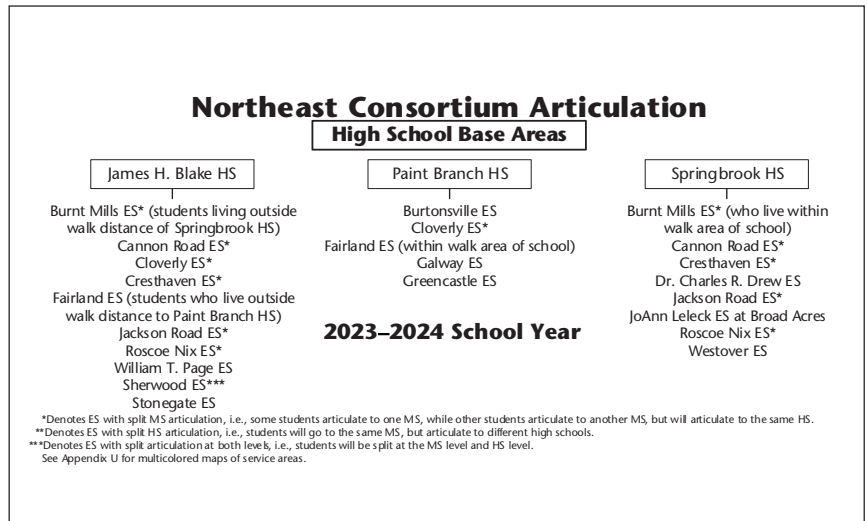 Northeast Consortium Articulation
High School Base Areas
James H. Blake HS
Burnt Mills ES* (students living outside
walk distance of Springbrook HS)
Cannon Road ES*
Cloverly ES*
Cresthaven ES*
Fairland ES (students who live outside
walk distance to Paint Branch HS)
Jackson Road ES*
Roscoe Nix ES*
William T. Page ES
Sherwood ES***
Stonegate ES
Paint Branch HS
Burtonsville ES
Cloverly ES*
Fairland ES (within walk area of school)
Galway ES
Greencastle ES
Springbrook HS
Burnt Mills ES* (who live within
walk area of school)
Cannon Road ES*
Cresthaven ES*
Dr. Charles R. Drew ES
Jackson Road ES*
JoAnn Leleck ES at Broad Acres
Roscoe Nix ES*
Westover ES
2023–2024 School Year
*Denotes ES with split MS articulation, i.e., some students articulate to one MS, while other students articulate to another MS, but will articulate to the same HS.
**Denotes ES with split HS articulation, i.e., students will go to the same MS, but articulate to different high schools.
***Denotes ES with split articulation at both levels, i.e., students will be split at the MS level and HS level.
See Appendix U for multicolored maps of service areas.